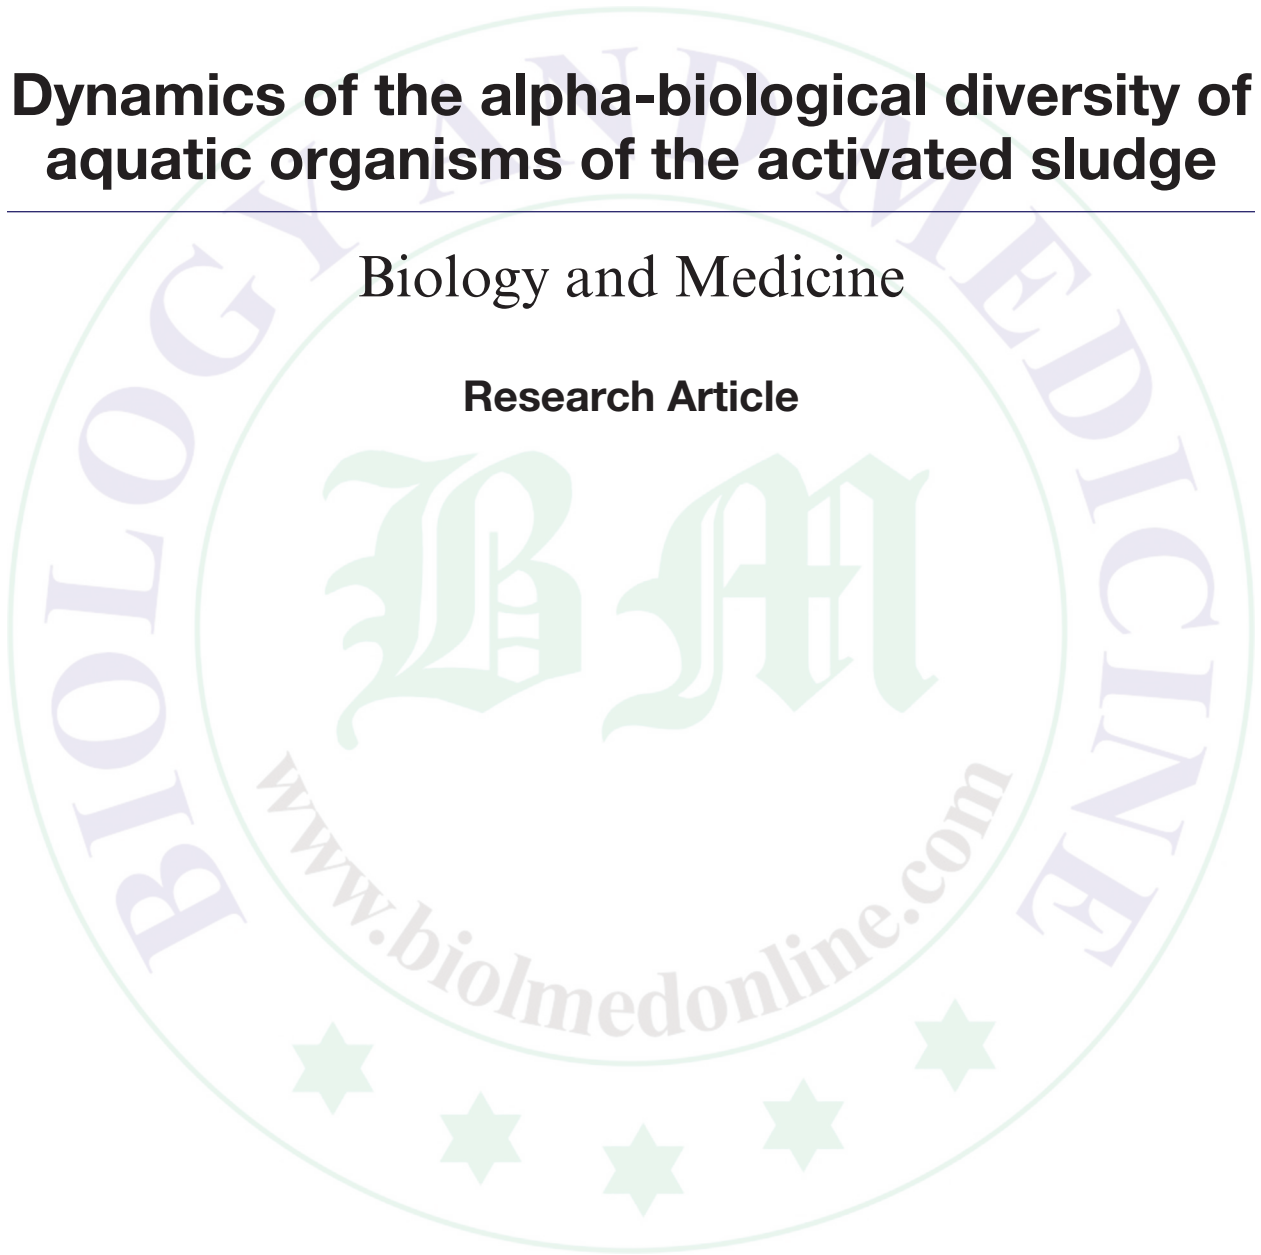 Dynamics of the alpha-biological diversity of
aquatic organisms of the activated sludge
Biology and Medicine
Research Article
BIOLOGY AND MEDICINE
BM
www.biolmedonline.com